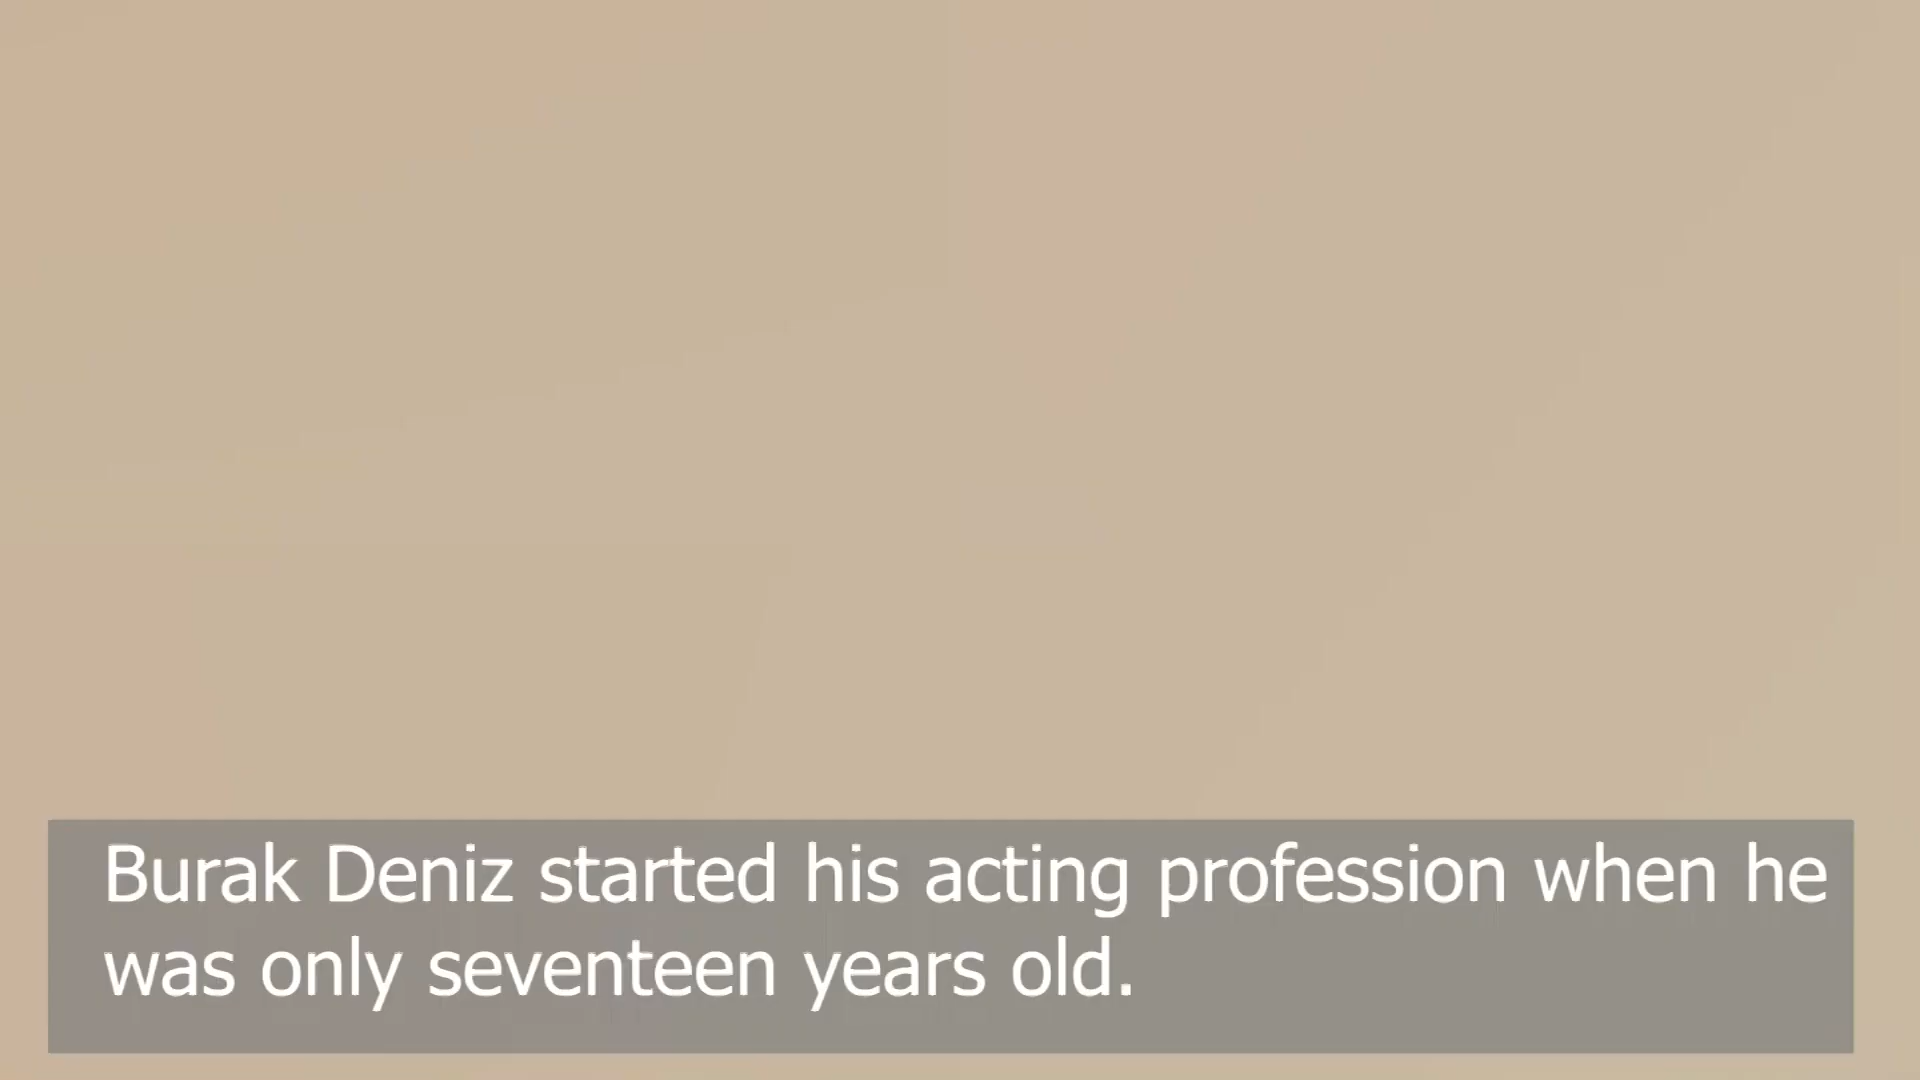 Burak Deniz started his acting profession when he
was only seventeen years old.